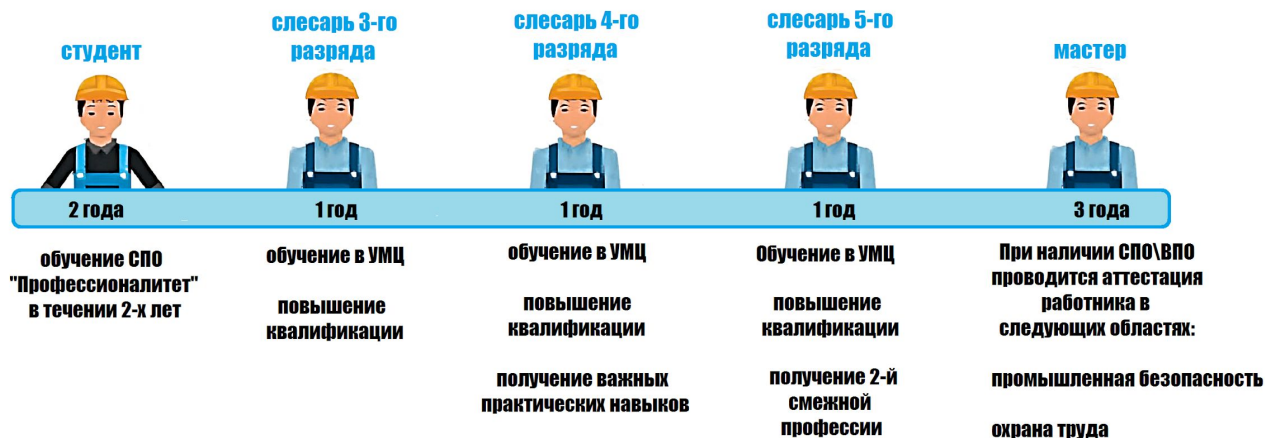 студент
слесарь 3-го
разряда
слесарь 4-го
разряда
слесарь 5-го
разряда
мастер
2 года
1 год
1 год
1 год
3 года
обучение СПО
"Профессионалитет"
в течении 2-х лет
обучение в УМЦ
повышение
квалификации
обучение в УМЦ
повышение
квалификации
получение важных
практических навыков
Обучение в УМЦ
повышение
квалификации
получение 2-й
смежной
профессии
При наличии СПО\ВПО
проводится аттестация
работника в
следующих областях:
промышленная безопасность
охрана труда